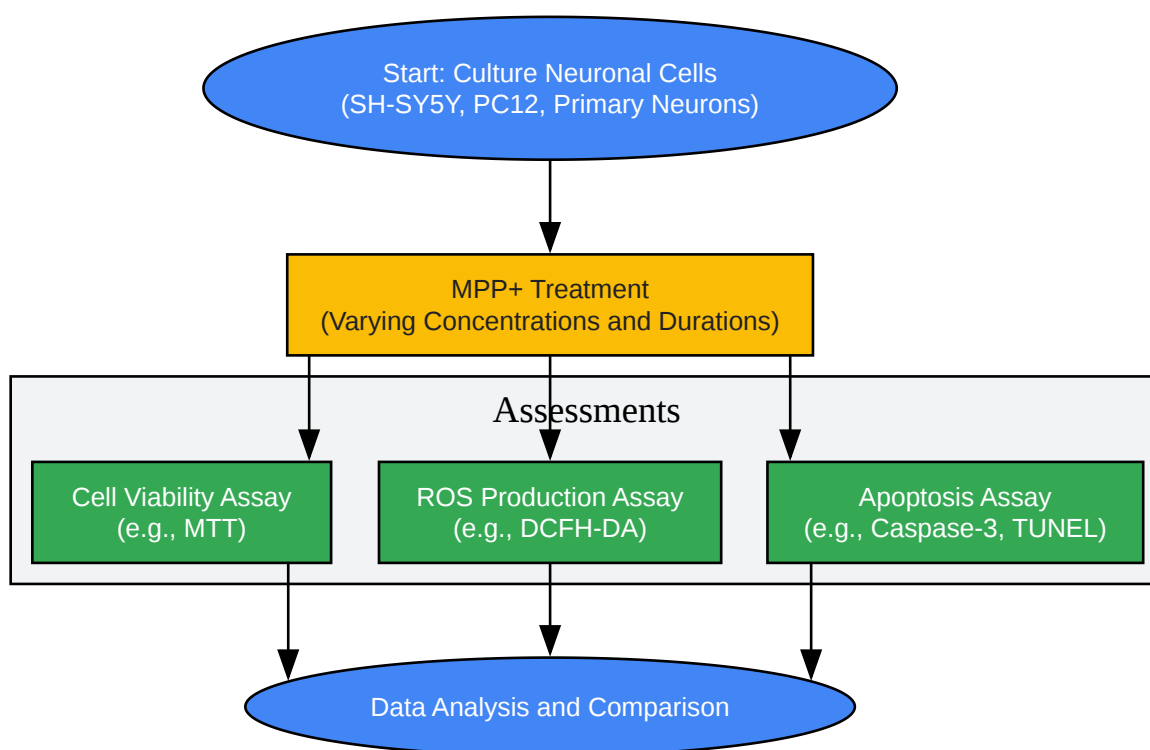 Start: Culture Neuronal Cells
(SH-SY5Y, PC12, Primary Neurons)
MPP+ Treatment
(Varying Concentrations and Durations)
Assessments
Cell Viability Assay
(e.g., MTT)
ROS Production Assay
(e.g., DCFH-DA)
Apoptosis Assay
(e.g., Caspase-3, TUNEL)
Data Analysis and Comparison